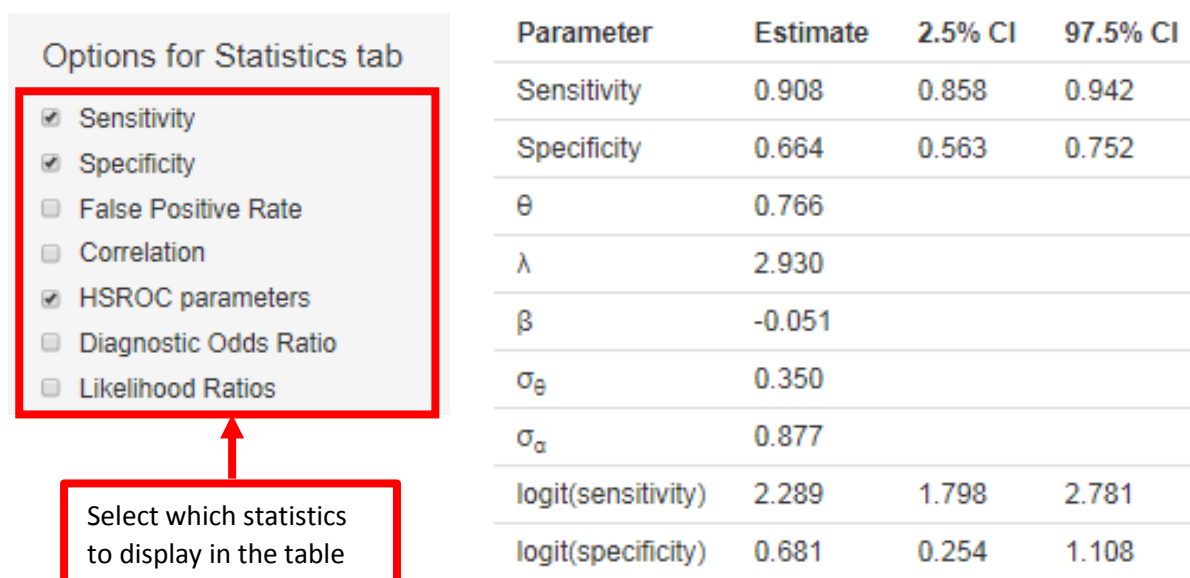 Options for Statistics tab
Sensitivity
Specificity
False Positive Rate
Correlation
HSROC parameters
Diagnostic Odds Ratio
Likelihood Ratios
Select which statistics
to display in the table
Parameter Estimate 2.5% CI 97.5% CI
Sensitivity 0.908 0.858 0.942
Specificity 0.664 0.563 0.752
θ 0.766
λ 2.930
β -0.051
σθ 0.350
σα 0.877
logit(sensitivity) 2.289 1.798 2.781
logit(specificity) 0.681 0.254 1.108